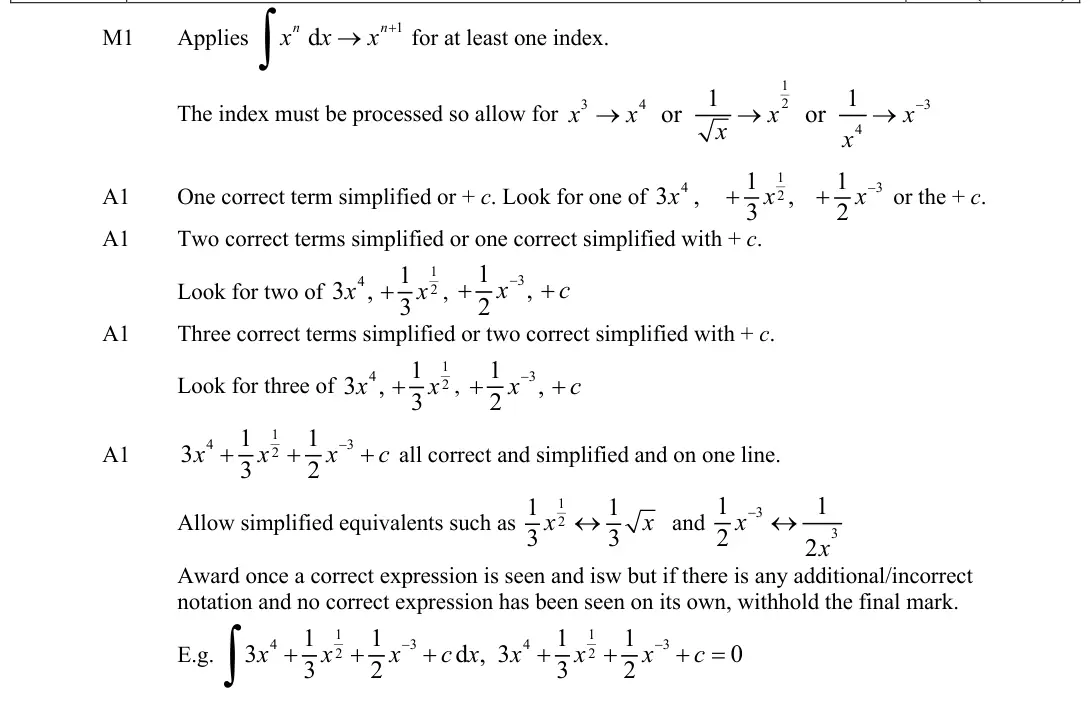 M1 Applies ∫ xⁿ dx → xⁿ⁺¹ for at least one index.
The index must be processed so allow for x³ → x⁴ or 1/√x → x^(1/2) or 1/x⁴ → x⁻³
A1 One correct term simplified or + c. Look for one of 3x⁴, +1/3 x^(1/2), +1/2 x⁻³ or the + c.
A1 Two correct terms simplified or one correct simplified with + c.
Look for two of 3x⁴, +1/3 x^(1/2), +1/2 x⁻³, + c
A1 Three correct terms simplified or two correct simplified with + c.
Look for three of 3x⁴, +1/3 x^(1/2), +1/2 x⁻³, + c
A1 3x⁴ + 1/3 x^(1/2) + 1/2 x⁻³ + c all correct and simplified and on one line.
Allow simplified equivalents such as 1/3 x^(1/2) ↔ 1/3 √x and 1/2 x⁻³ ↔ 1/(2x³)
Award once a correct expression is seen and isw but if there is any additional/incorrect
notation and no correct expression has been seen on its own, withhold the final mark.
E.g. ∫ 3x⁴ + 1/3 x^(1/2) + 1/2 x⁻³ + c dx, 3x⁴ + 1/3 x^(1/2) + 1/2 x⁻³ + c = 0